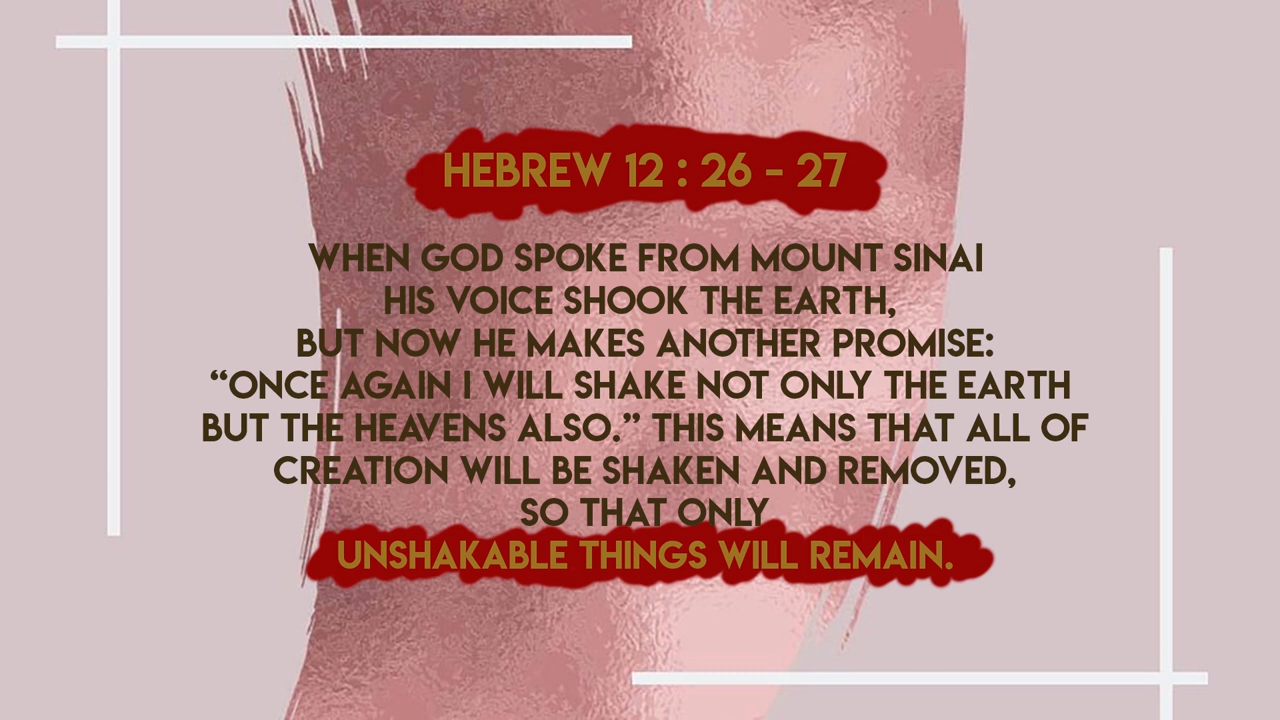 HEBREW 12 : 26 - 27
WHEN GOD SPOKE FROM MOUNT SINAI
HIS VOICE SHOOK THE EARTH,
BUT NOW HE MAKES ANOTHER PROMISE:
“ONCE AGAIN I WILL SHAKE NOT ONLY THE EARTH
BUT THE HEAVENS ALSO.” THIS MEANS THAT ALL OF
CREATION WILL BE SHAKEN AND REMOVED,
SO THAT ONLY
UNSHAKABLE THINGS WILL REMAIN.